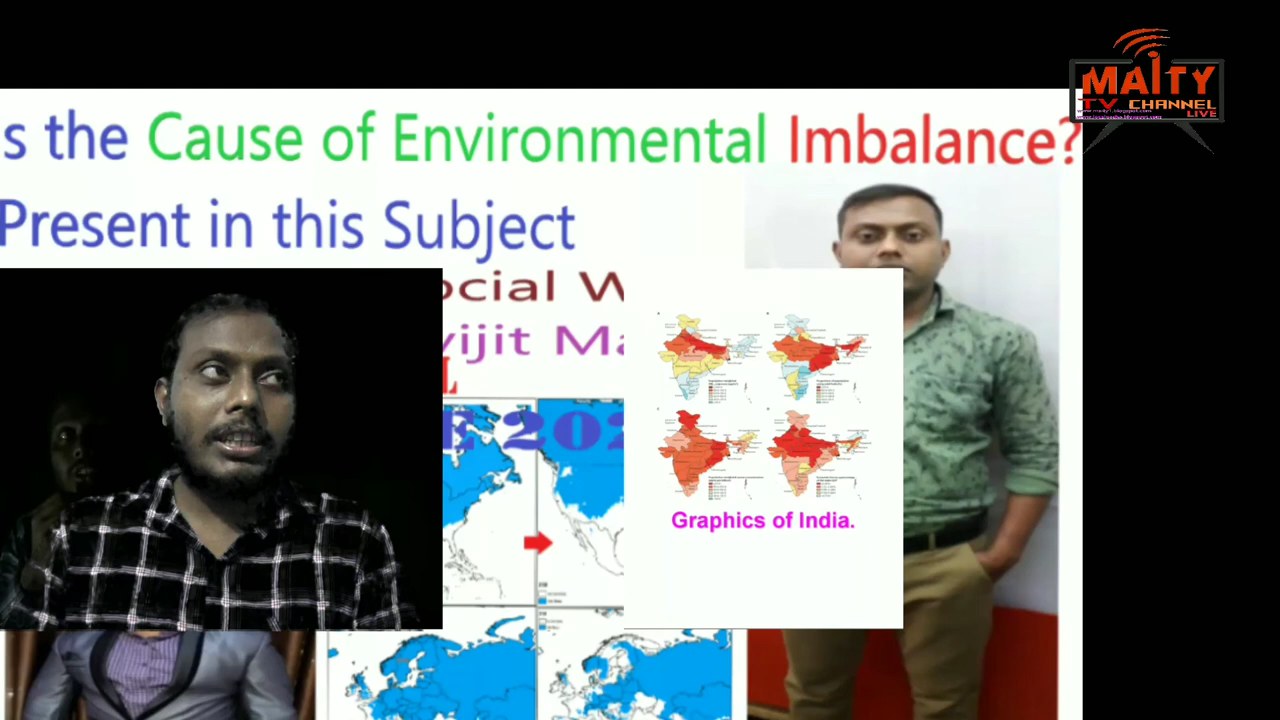 MAITY
TV CHANNEL
LIVE
s the Cause of Environmental Imbalance?
Present in this Subject
ocial W
vijit Ma
L
E 202
Graphics of India.